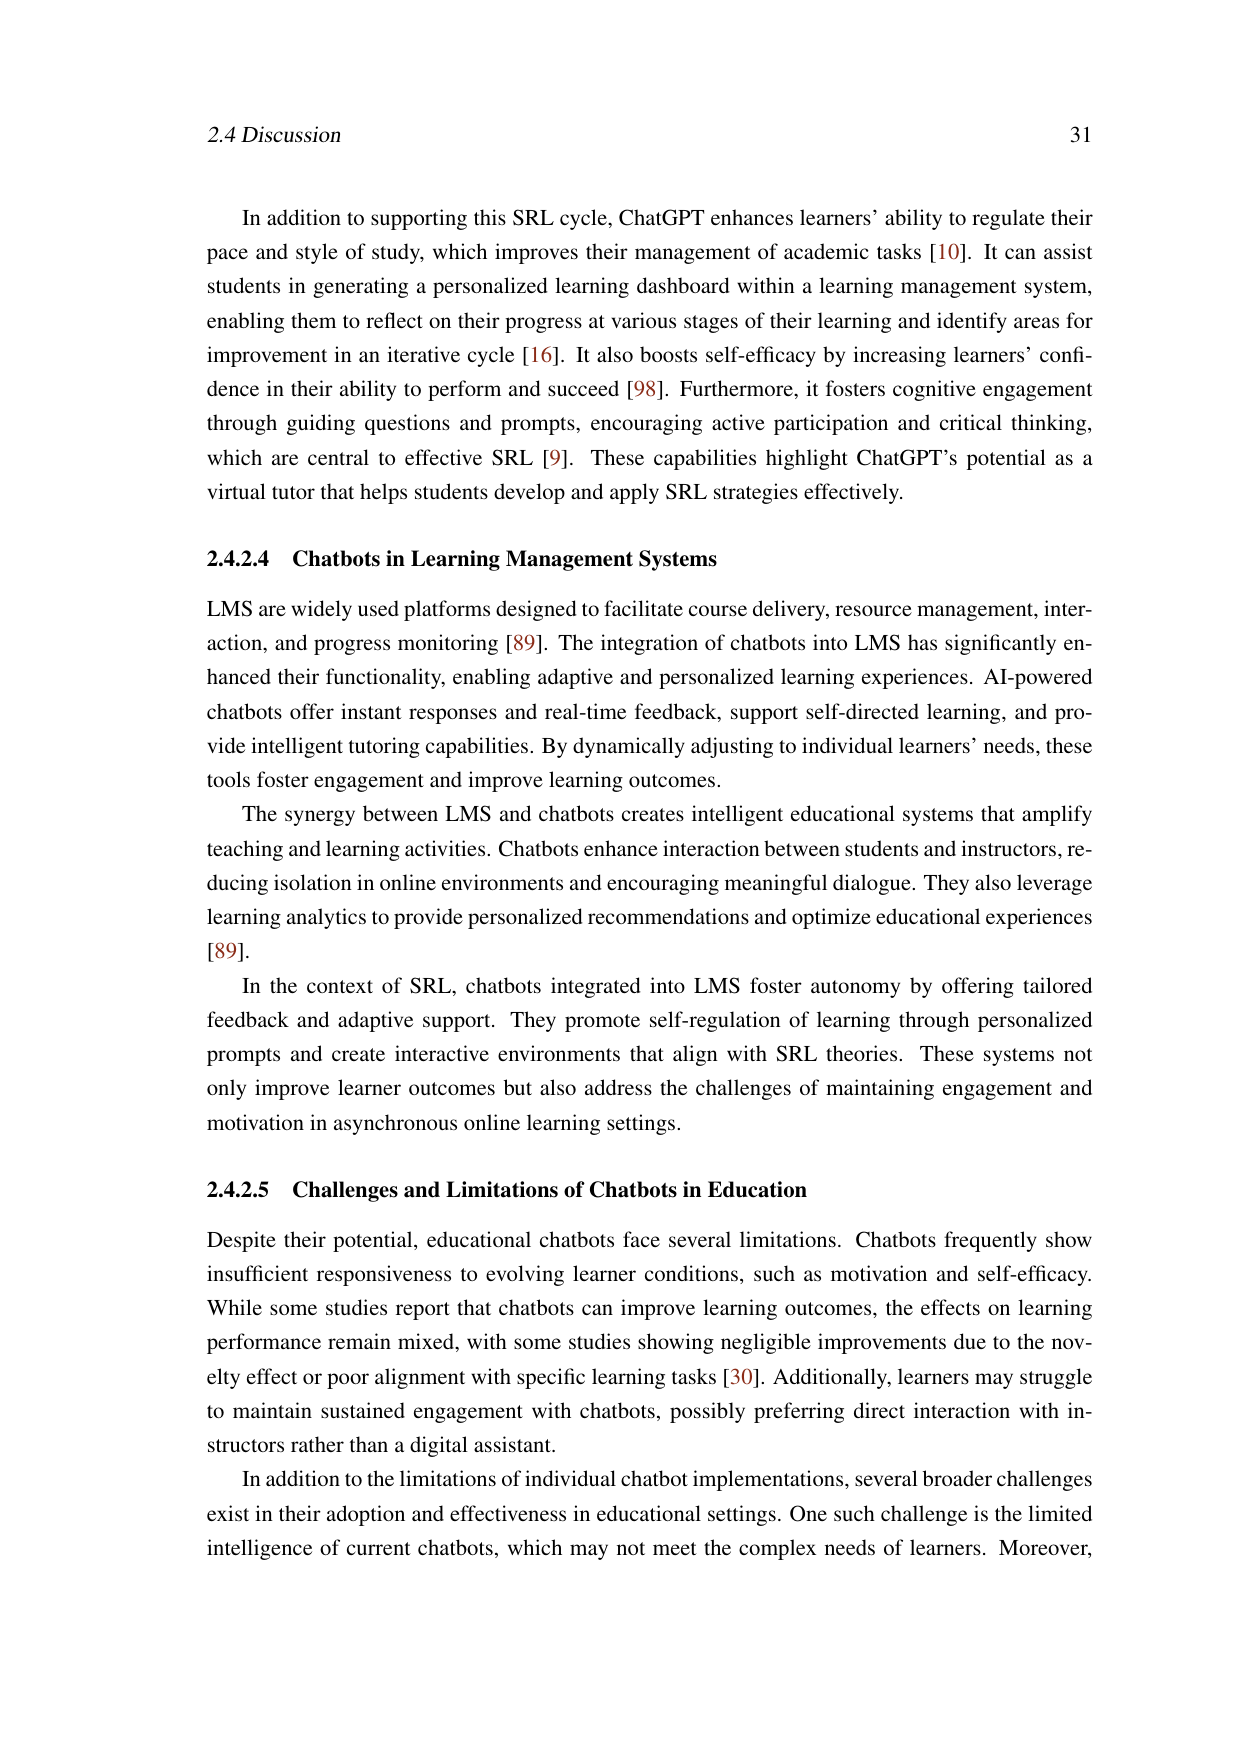 2.4 Discussion 31
In addition to supporting this SRL cycle, ChatGPT enhances learners’ ability to regulate their
pace and style of study, which improves their management of academic tasks [10]. It can assist
students in generating a personalized learning dashboard within a learning management system,
enabling them to reflect on their progress at various stages of their learning and identify areas for
improvement in an iterative cycle [16]. It also boosts self-efficacy by increasing learners’ confi-
dence in their ability to perform and succeed [98]. Furthermore, it fosters cognitive engagement
through guiding questions and prompts, encouraging active participation and critical thinking,
which are central to effective SRL [9]. These capabilities highlight ChatGPT’s potential as a
virtual tutor that helps students develop and apply SRL strategies effectively.
2.4.2.4 Chatbots in Learning Management Systems
LMS are widely used platforms designed to facilitate course delivery, resource management, inter-
action, and progress monitoring [89]. The integration of chatbots into LMS has significantly en-
hanced their functionality, enabling adaptive and personalized learning experiences. AI-powered
chatbots offer instant responses and real-time feedback, support self-directed learning, and pro-
vide intelligent tutoring capabilities. By dynamically adjusting to individual learners’ needs, these
tools foster engagement and improve learning outcomes.
The synergy between LMS and chatbots creates intelligent educational systems that amplify
teaching and learning activities. Chatbots enhance interaction between students and instructors, re-
ducing isolation in online environments and encouraging meaningful dialogue. They also leverage
learning analytics to provide personalized recommendations and optimize educational experiences
[89].
In the context of SRL, chatbots integrated into LMS foster autonomy by offering tailored
feedback and adaptive support. They promote self-regulation of learning through personalized
prompts and create interactive environments that align with SRL theories. These systems not
only improve learner outcomes but also address the challenges of maintaining engagement and
motivation in asynchronous online learning settings.
2.4.2.5 Challenges and Limitations of Chatbots in Education
Despite their potential, educational chatbots face several limitations. Chatbots frequently show
insufficient responsiveness to evolving learner conditions, such as motivation and self-efficacy.
While some studies report that chatbots can improve learning outcomes, the effects on learning
performance remain mixed, with some studies showing negligible improvements due to the nov-
elty effect or poor alignment with specific learning tasks [30]. Additionally, learners may struggle
to maintain sustained engagement with chatbots, possibly preferring direct interaction with in-
structors rather than a digital assistant.
In addition to the limitations of individual chatbot implementations, several broader challenges
exist in their adoption and effectiveness in educational settings. One such challenge is the limited
intelligence of current chatbots, which may not meet the complex needs of learners. Moreover,